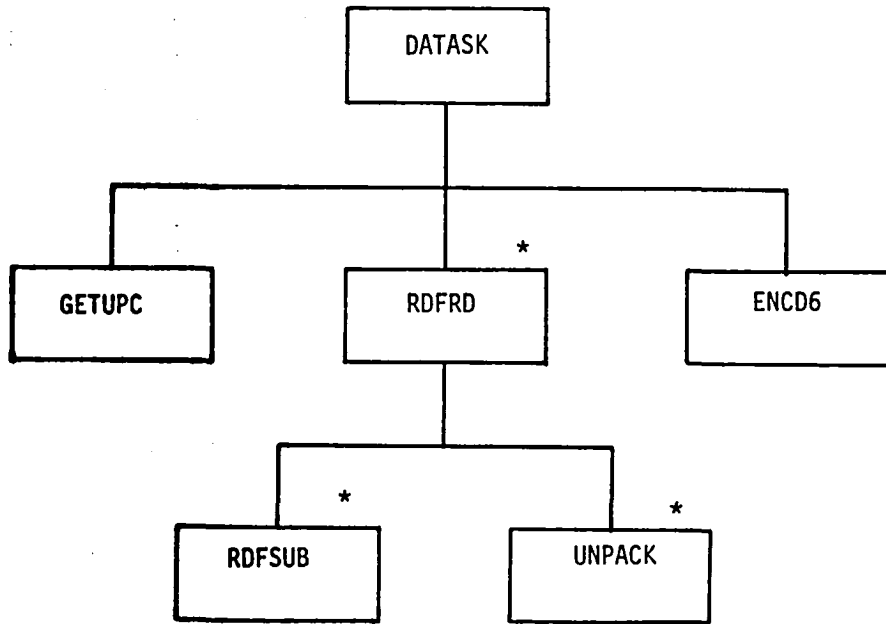 DATASK
*
GETUPC RDFRD ENCD6
* *
RDFSUB UNPACK